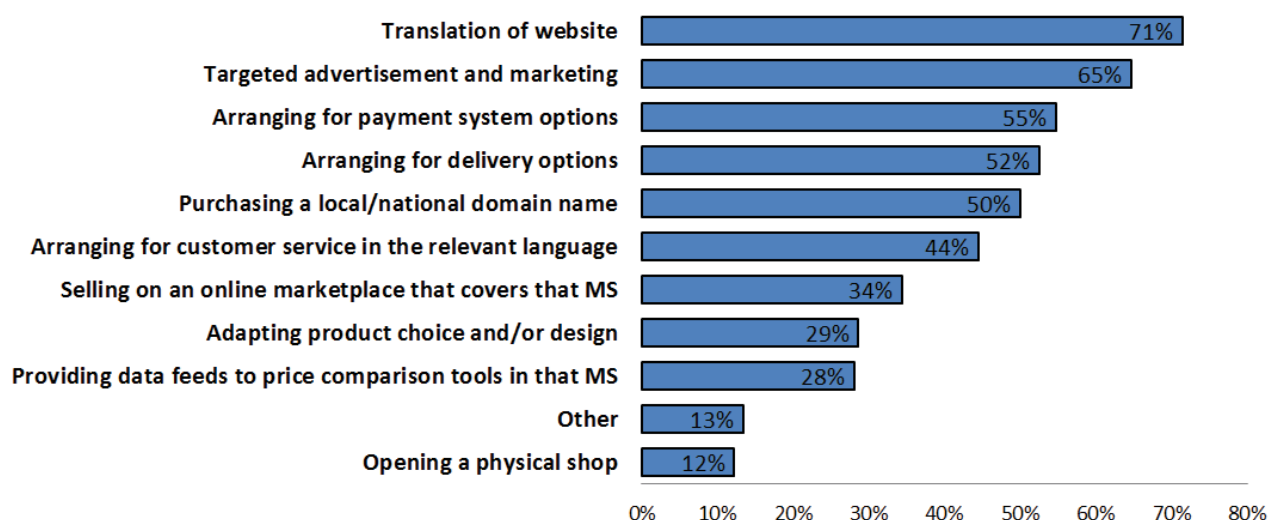 Translation of website 71%
Targeted advertisement and marketing 65%
Arranging for payment system options 55%
Arranging for delivery options 52%
Purchasing a local/national domain name 50%
Arranging for customer service in the relevant language 44%
Selling on an online marketplace that covers that MS 34%
Adapting product choice and/or design 29%
Providing data feeds to price comparison tools in that MS 28%
Other 13%
Opening a physical shop 12%
0% 10% 20% 30% 40% 50% 60% 70% 80%